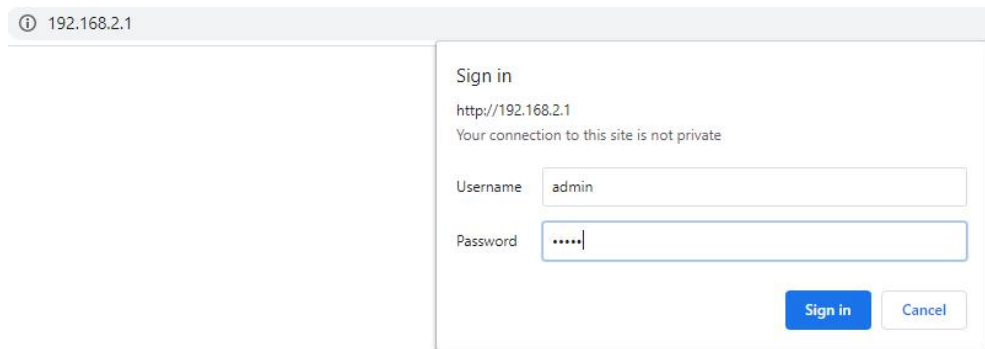 192.168.2.1
Sign in
http://192.168.2.1
Your connection to this site is not private
Username admin
Password •••••
Sign in Cancel